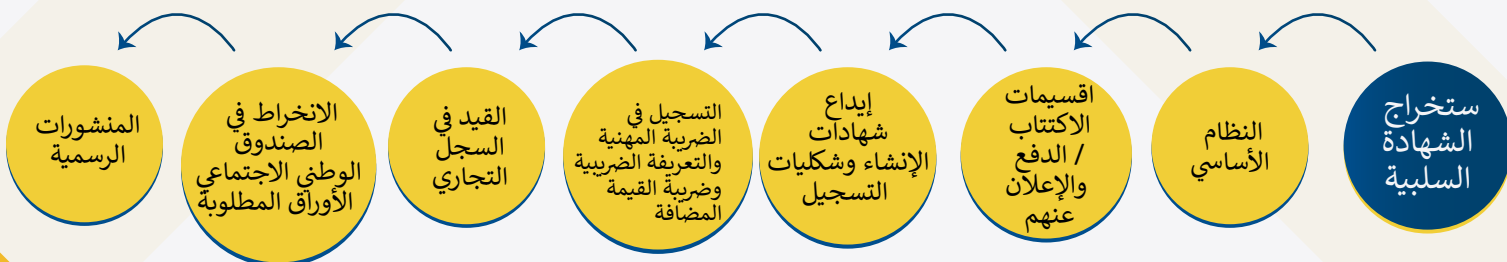 ستخراج
الشهادة
السلبية
النظام
الأساسي
اقسيمات
الاكتتاب
/ الدفع
والإعلان
عنهم
إيداع
شهادات
الإنشاء وشكليات
التسجيل
التسجيل في
الضريبة المهنية
والتعريفة الضريبية
وضريبة القيمة
المضافة
القيد في
السجل
التجاري
الانخراط في
الصندوق
الوطني الاجتماعي
الأوراق المطلوبة
المنشورات
الرسمية